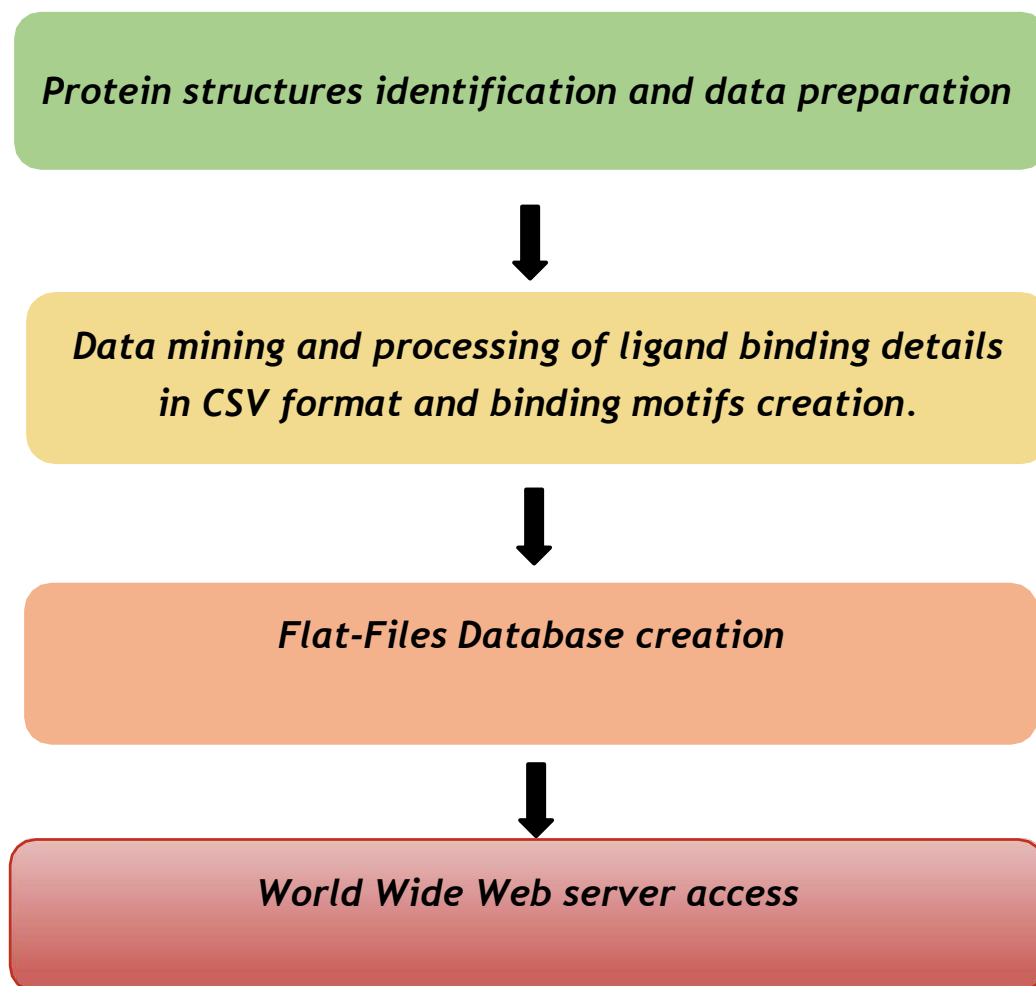 Protein structures identification and data preparation
Data mining and processing of ligand binding details
in CSV format and binding motifs creation.
Flat-Files Database creation
World Wide Web server access